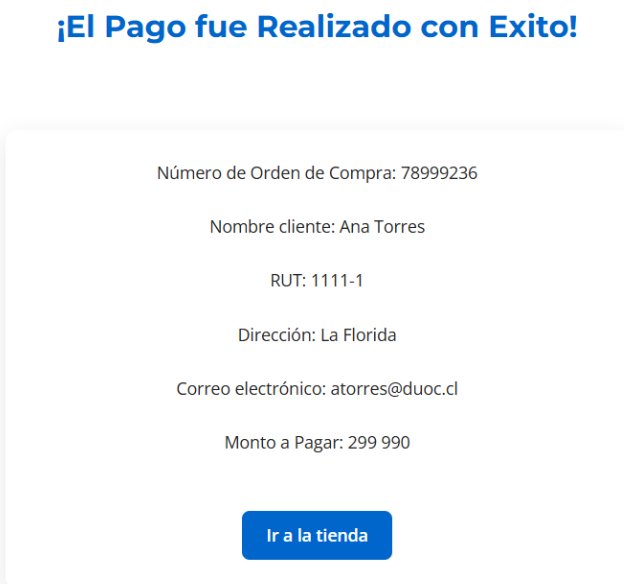 ¡El Pago fue Realizado con Exito!
Número de Orden de Compra: 78999236
Nombre cliente: Ana Torres
RUT: 1111-1
Dirección: La Florida
Correo electrónico: atorres@duoc.cl
Monto a Pagar: 299 990
Ir a la tienda